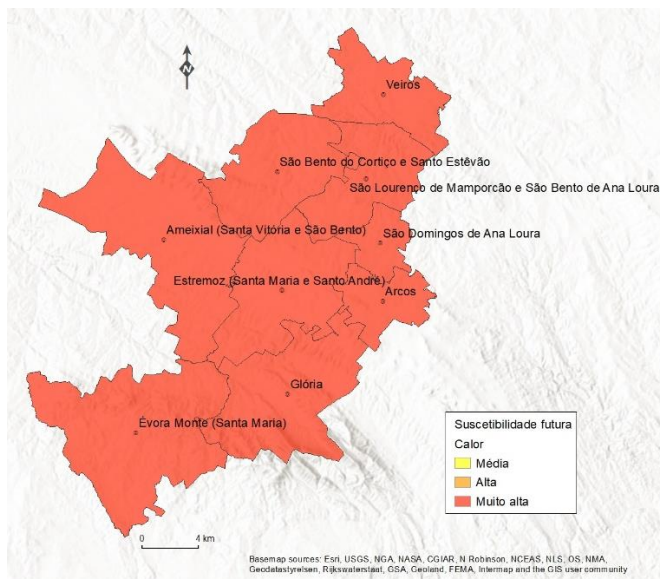 N
Veiros
São Bento do Cortiço e Santo Estêvão
São Lourenço de Mamporcão e São Bento de Ana Loura
Ameixial (Santa Vitória e São Bento)
São Domingos de Ana Loura
Estremoz (Santa Maria e Santo André)
Arcos
Glória
Évora Monte (Santa Maria)
Suscetibilidade futura
Calor
Média
Alta
Muito alta
0 4 km
Basemap sources: Esri, USGS, NGA, NASA, CGIAR, N Robinson, NCEAS, NLS, OS, NMA,
Geodatastyrelsen, Rijkswaterstaat, GSA, Geoland, FEMA, Intermap and the GIS user community